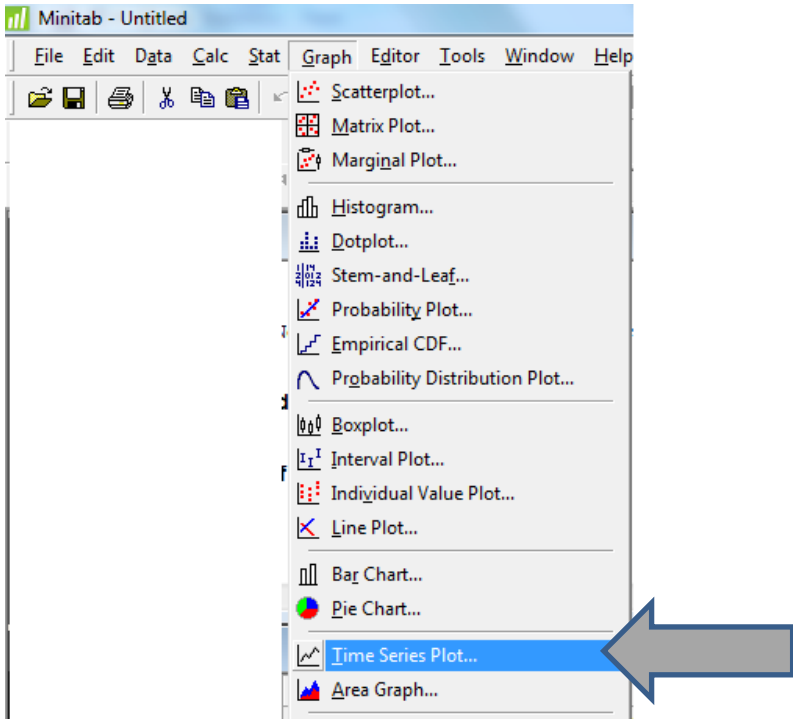 Minitab - Untitled
File Edit Data Calc Stat Graph Editor Tools Window Help
Scatterplot...
Matrix Plot...
Marginal Plot...
Histogram...
Dotplot...
Stem-and-Leaf...
Probability Plot...
Empirical CDF...
Probability Distribution Plot...
Boxplot...
Interval Plot...
Individual Value Plot...
Line Plot...
Bar Chart...
Pie Chart...
Time Series Plot...
Area Graph...